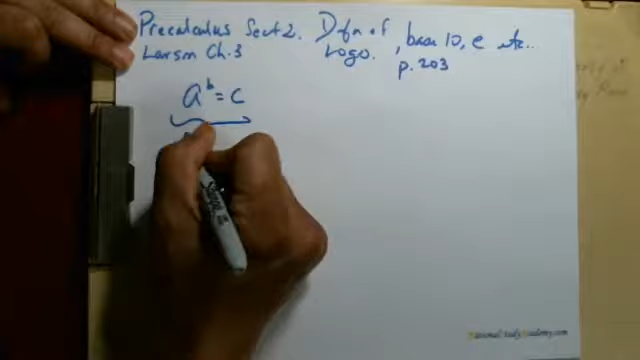 Precalculus Sect 2. Dfn of , base 10, e etc...
Larson Ch. 3 Logs. p. 203
a^b = c